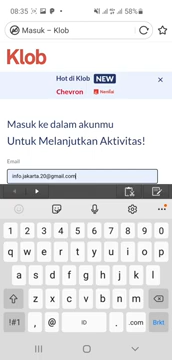 08:35
58%
Masuk – Klob
Klob
Hot di Klob NEW
Chevron
×
Masuk ke dalam akunmu
Untuk Melanjutkan Aktivitas!
Email
info.jakarta.20@gmail.com
1 2 3 4 5 6 7 8 9 0
q w e r t y u i o p
a s d f g h j k l
z x c v b n m
!#1 , @ ID . .com Brkt